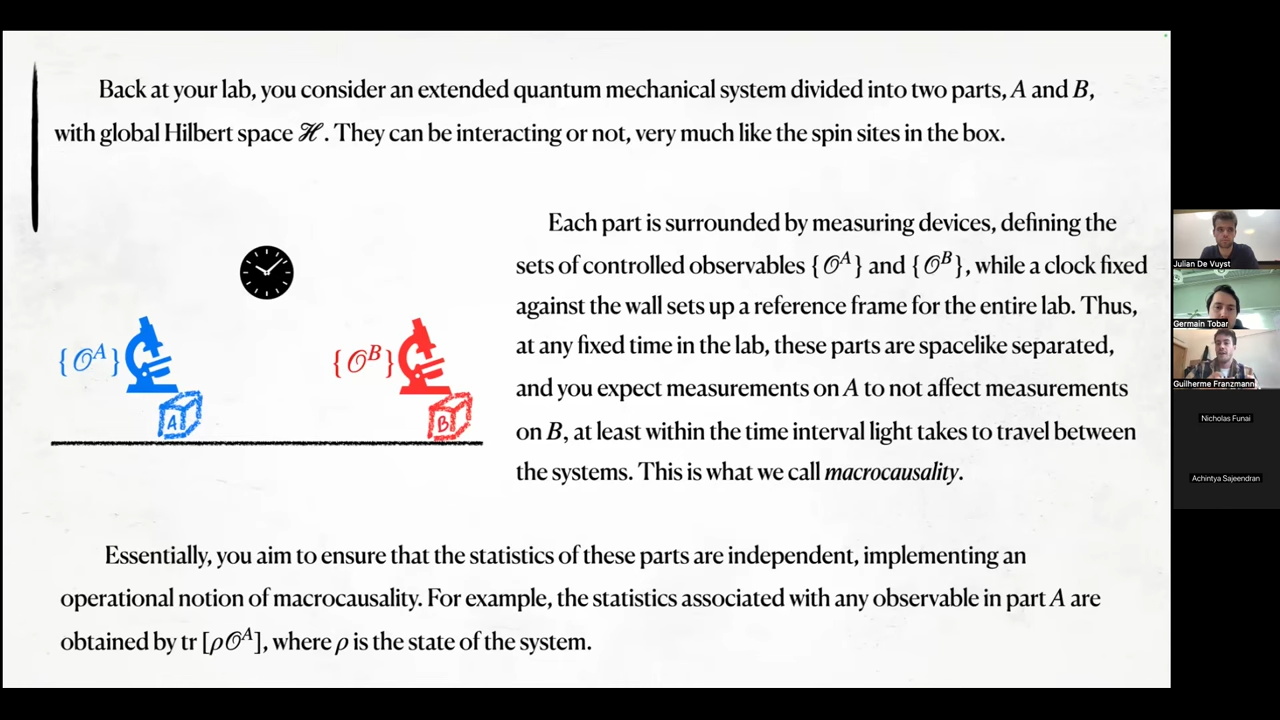 Back at your lab, you consider an extended quantum mechanical system divided into two parts, A and B,
with global Hilbert space ℋ. They can be interacting or not, very much like the spin sites in the box.
Each part is surrounded by measuring devices, defining the
sets of controlled observables {𝒪^A} and {𝒪^B}, while a clock fixed
against the wall sets up a reference frame for the entire lab. Thus,
at any fixed time in the lab, these parts are spacelike separated,
and you expect measurements on A to not affect measurements
on B, at least within the time interval light takes to travel between
the systems. This is what we call macrocausality.
{𝒪^A}
A
{𝒪^B}
B
Essentially, you aim to ensure that the statistics of these parts are independent, implementing an
operational notion of macrocausality. For example, the statistics associated with any observable in part A are
obtained by tr [ρ𝒪^A], where ρ is the state of the system.
Julian De Vuyst
Germain Tobar
Guilherme Franzmann
Nicholas Funai
Achintya Sajeendran